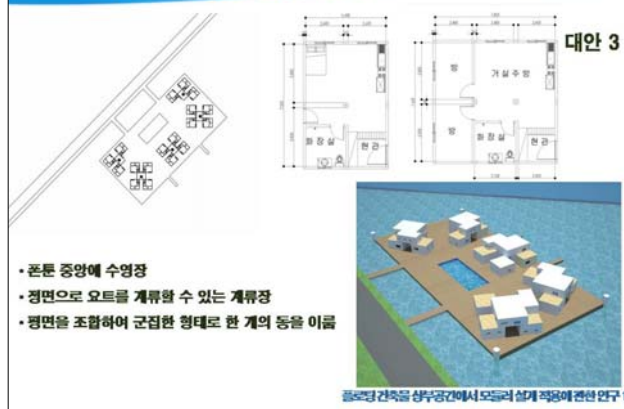 대안 3
방
거실주방
방
화장실
현관
화장실
현관
• 폰툰 중앙에 수영장
• 정면으로 요트를 계류할 수 있는 계류장
• 평면을 조합하여 군집한 형태로 한 개의 동을 이룸
플로팅 건축물 상부공간에서 모듈러 설계 적용에 관한 연구